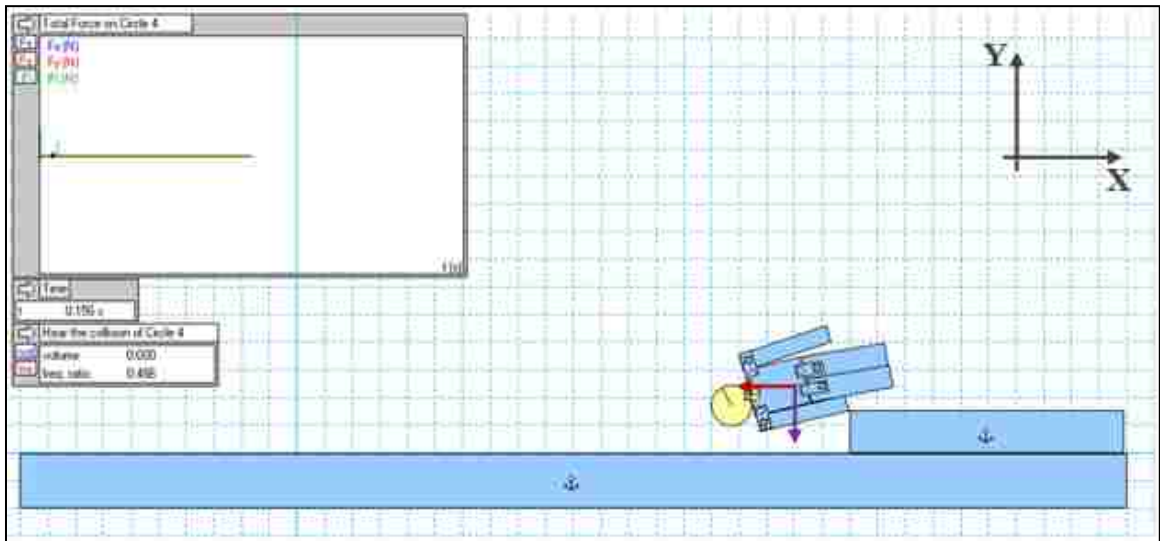 Total Force on Circle 4
Fx (N)
Fy (N)
t (s)
Time
t 0.196 s
Hear the collision of Circle 4
volume 0.000
freq. ratio
Y
X